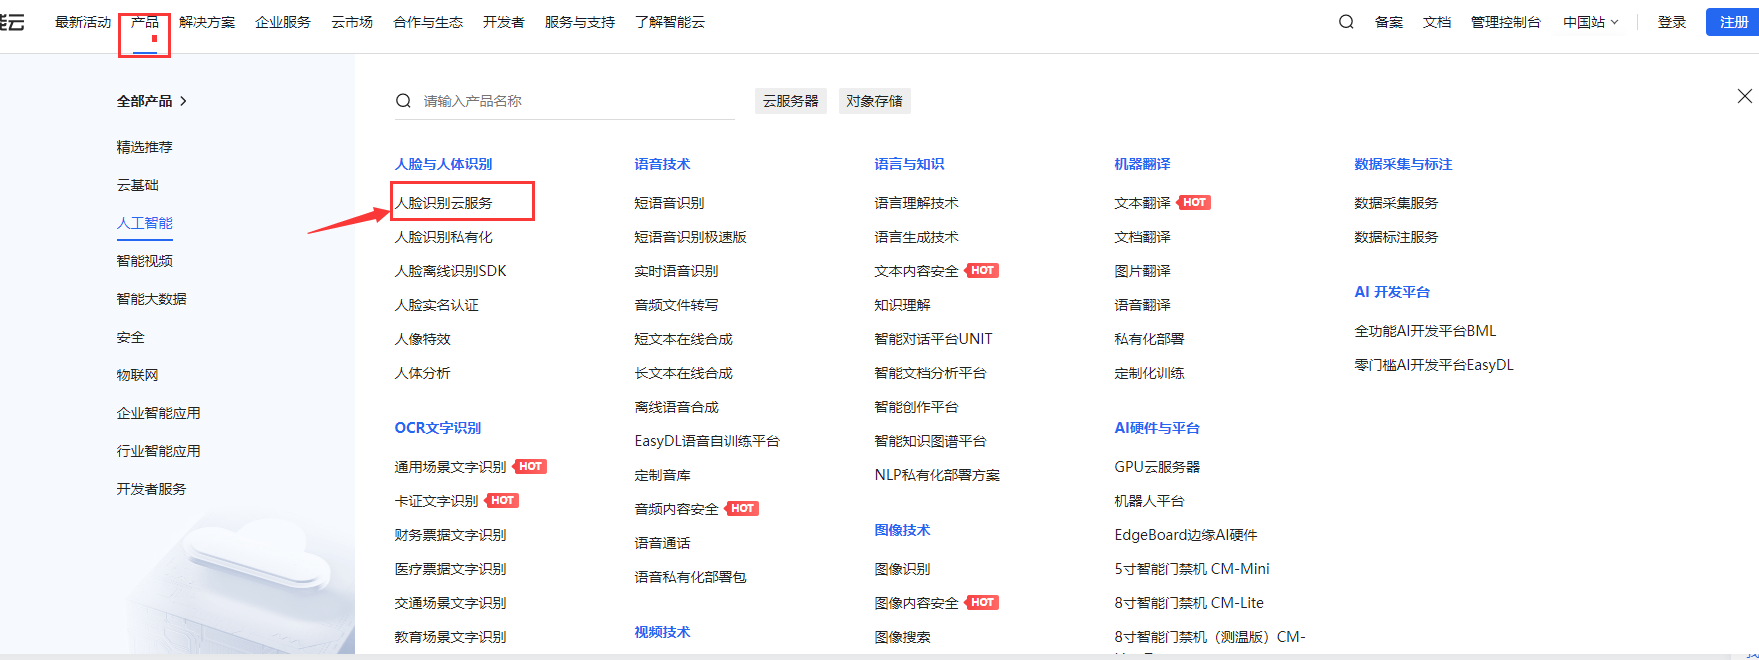 能云 最新活动 产品 解决方案 企业服务 云市场 合作与生态 开发者 服务与支持 了解智能云 备案 文档 管理控制台 中国站 登录 注册
全部产品
精选推荐
云基础
人工智能
智能视频
智能大数据
安全
物联网
企业智能应用
行业智能应用
开发者服务
请输入产品名称 云服务器 对象存储
人脸与人体识别
人脸识别云服务
人脸识别私有化
人脸离线识别SDK
人脸实名认证
人像特效
人体分析
OCR文字识别
通用场景文字识别 HOT
卡证文字识别 HOT
财务票据文字识别
医疗票据文字识别
交通场景文字识别
教育场景文字识别
语音技术
短语音识别
短语音识别极速版
实时语音识别
音频文件转写
短文本在线合成
长文本在线合成
离线语音合成
EasyDL语音自训练平台
定制音库
音频内容安全 HOT
语音通话
语音私有化部署包
视频技术
语言与知识
语言理解技术
语言生成技术
文本内容安全 HOT
知识理解
智能对话平台UNIT
智能文档分析平台
智能创作平台
智能知识图谱平台
NLP私有化部署方案
图像技术
图像识别
图像内容安全 HOT
图像搜索
机器翻译
文本翻译 HOT
文档翻译
图片翻译
语音翻译
私有化部署
定制化训练
AI硬件与平台
GPU云服务器
机器人平台
EdgeBoard边缘AI硬件
5寸智能门禁机 CM-Mini
8寸智能门禁机 CM-Lite
8寸智能门禁机（测温版）CM-
数据采集与标注
数据采集服务
数据标注服务
AI 开发平台
全功能AI开发平台BML
零门槛AI开发平台EasyDL